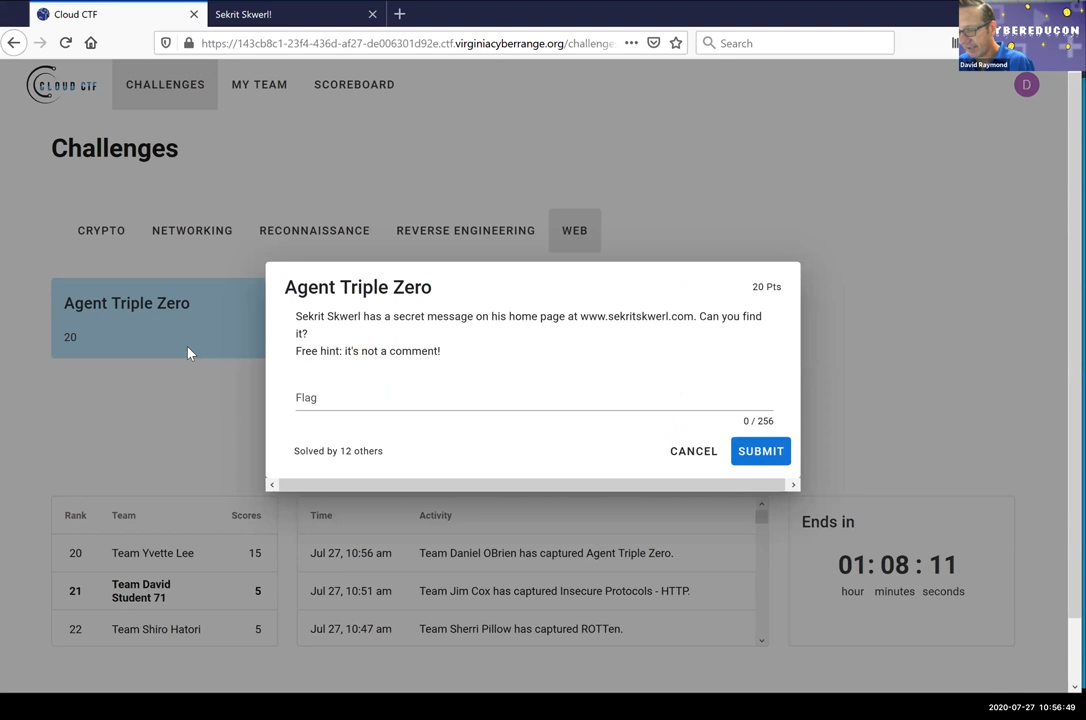 Cloud CTF
Sekrit Skwerl!
https://143cb8c1-23f4-436d-af27-de006301d92e.ctf.virginiacyberrange.org/challenge
Search
YBEREDUCON
David Raymond
CLOUD CTF
CHALLENGES
MY TEAM
SCOREBOARD
D
Challenges
CRYPTO
NETWORKING
RECONNAISSANCE
REVERSE ENGINEERING
WEB
Agent Triple Zero
20
Agent Triple Zero
20 Pts
Sekrit Skwerl has a secret message on his home page at www.sekritskwerl.com. Can you find
it?
Free hint: it's not a comment!
Flag
0 / 256
Solved by 12 others
CANCEL
SUBMIT
Rank Team Scores
20 Team Yvette Lee 15
21 Team David
Student 71 5
22 Team Shiro Hatori 5
Time Activity
Jul 27, 10:56 am Team Daniel OBrien has captured Agent Triple Zero.
Jul 27, 10:51 am Team Jim Cox has captured Insecure Protocols - HTTP.
Jul 27, 10:47 am Team Sherri Pillow has captured ROTTen.
Ends in
01: 08 : 11
hour minutes seconds
2020-07-27 10:56:49